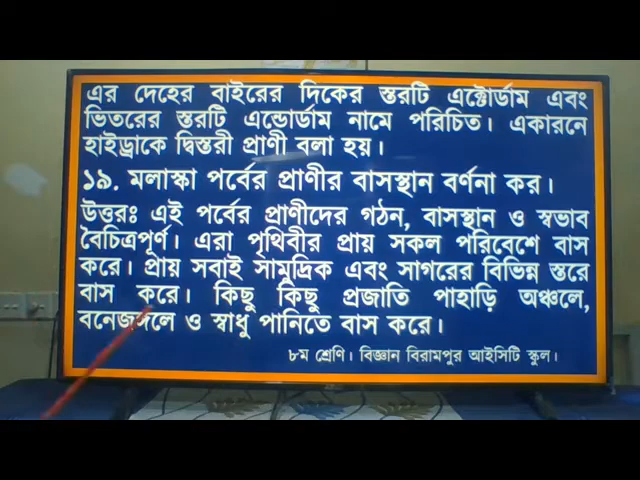 এর দেহের বাইরের দিকের স্তরটি এক্টোর্ডাম এবং
ভিতরের স্তরটি এন্ডোর্ডাম নামে পরিচিত। একারনে
হাইড্রাকে দ্বিস্তরী প্রাণী বলা হয়।
১৯. মলাস্কা পর্বের প্রাণীর বাসস্থান বর্ণনা কর।
উত্তরঃ এই পর্বের প্রাণীদের গঠন, বাসস্থান ও স্বভাব
বৈচিত্রপূর্ণ। এরা পৃথিবীর প্রায় সকল পরিবেশে বাস
করে। প্রায় সবাই সামুদ্রিক এবং সাগরের বিভিন্ন স্তরে
বাস করে। কিছু কিছু প্রজাতি পাহাড়ি অঞ্চলে,
বনেজঙ্গলে ও স্বাধু পানিতে বাস করে।
৮ম শ্রেণি। বিজ্ঞান বিরামপুর আইসিটি স্কুল।